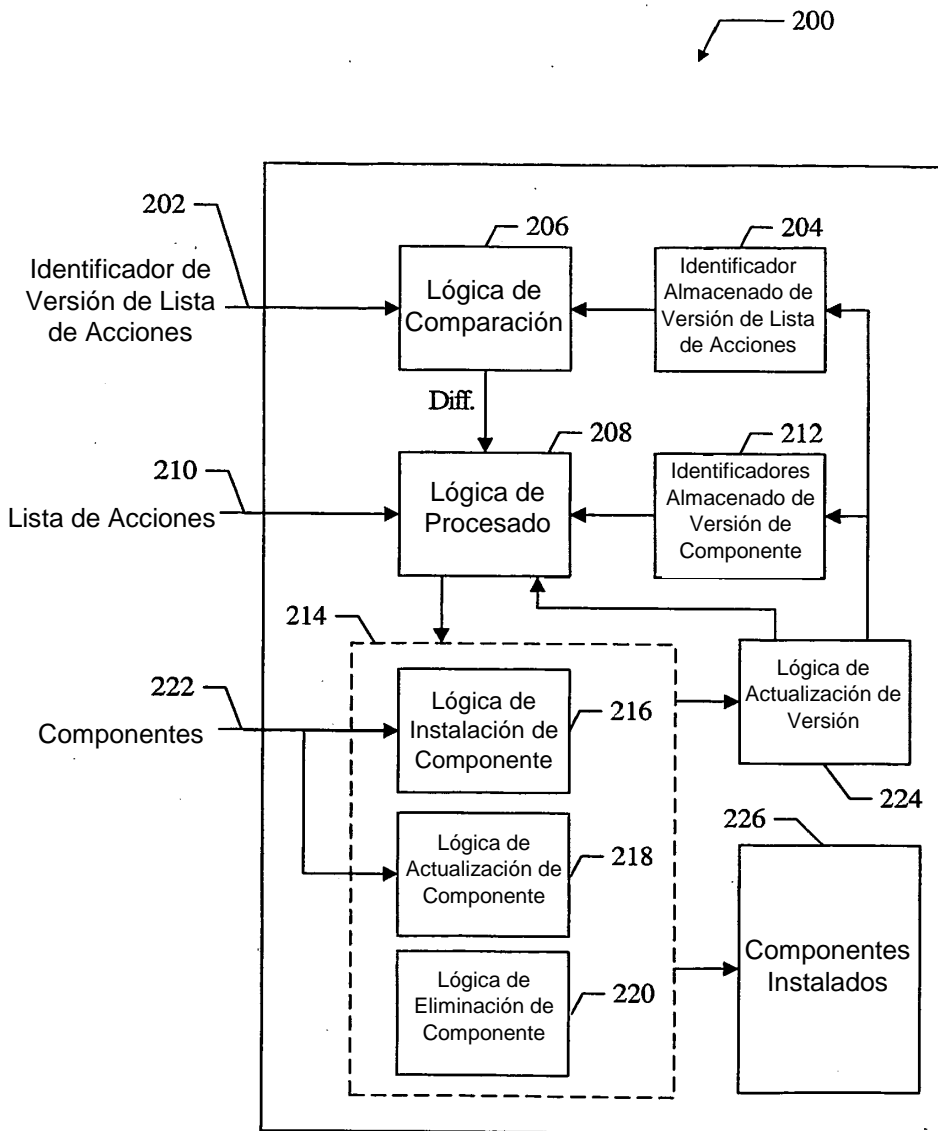 200
202
206
204
Identificador de
Versión de Lista
de Acciones
Lógica de
Comparación
Identificador
Almacenado de
Versión de Lista
de Acciones
Diff.
208
212
210
Lista de Acciones
Lógica de
Procesado
Identificadores
Almacenado de
Versión de
Componente
214
222
Componentes
Lógica de
Instalación de
Componente
216
Lógica de
Actualización de
Versión
224
Lógica de
Actualización de
Componente
218
226
Lógica de
Eliminación de
Componente
220
Componentes
Instalados